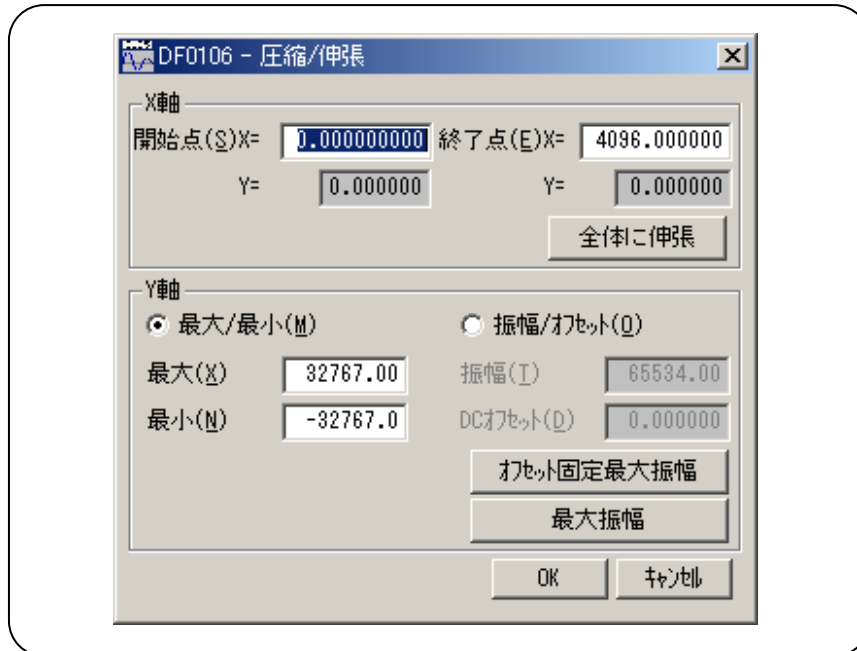 DF0106 - 圧縮/伸張
X軸
開始点(S)X= 0.000000000 終了点(E)X= 4096.000000
Y= 0.000000 Y= 0.000000
全体に伸張
Y軸
最大/最小(M) 振幅/ｵﾌｾｯﾄ(O)
最大(X) 32767.00 振幅(T) 65534.00
最小(N) -32767.0 DCｵﾌｾｯﾄ(D) 0.000000
ｵﾌｾｯﾄ固定最大振幅
最大振幅
OK ｷｬﾝｾﾙ